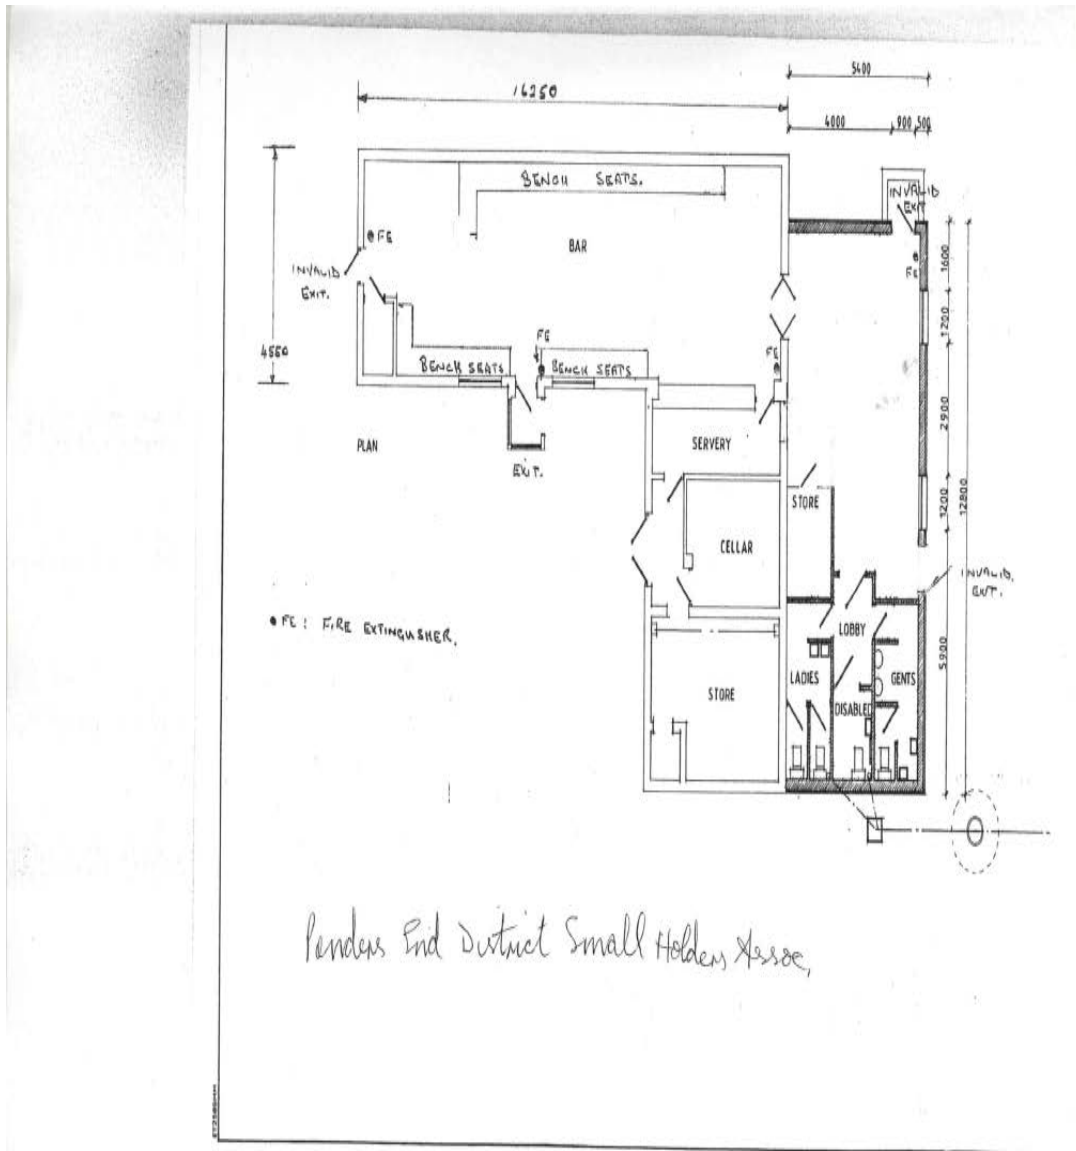 5400
16250
4000 900 500
BENCH SEATS.
INVALID
EXIT
BAR
FE
FE
INVALID
EXIT.
1600
1200
FE
FE
4550
BENCH SEATS
BENCH SEATS
2900
PLAN
SERVERY
EXIT.
STORE
1200
12800
CELLAR
INVALID.
EXIT.
FE: FIRE EXTINGUSHER.
LOBBY
5900
LADIES
GENTS
STORE
DISABLED
Ponders End District Small Holders Assoc,